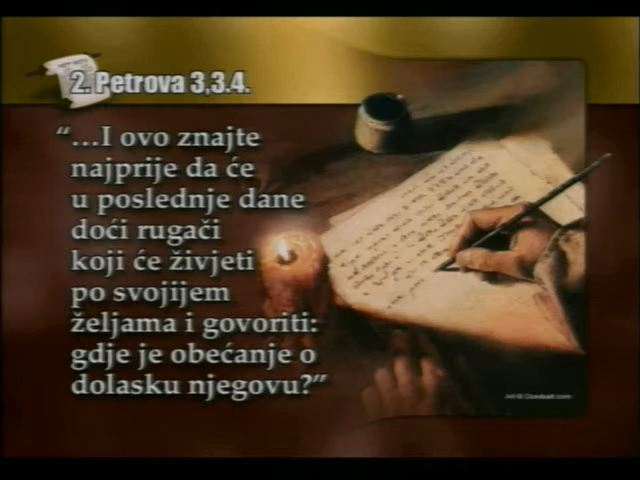 2. Petrova 3,3.4.
“...I ovo znajte
najprije da će
u poslednje dane
doći rugači
koji će živjeti
po svojijem
željama i govoriti:
gdje je obećanje o
dolasku njegovu?”